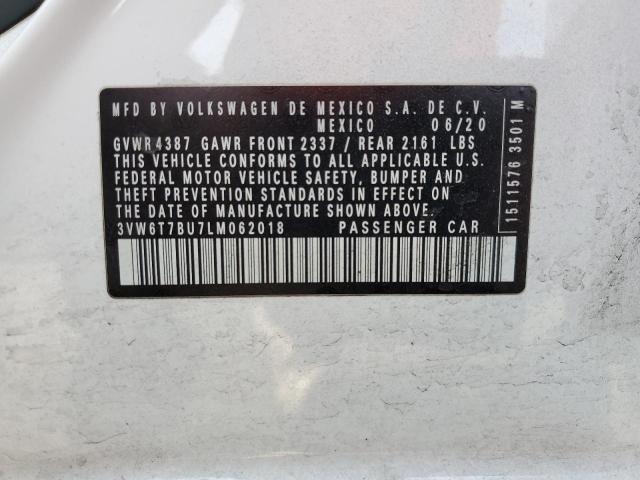 MFD BY VOLKSWAGEN DE MEXICO S.A. DE C.V.
MEXICO 06/20
GVWR 4387 GAWR FRONT 2337 / REAR 2161 LBS
THIS VEHICLE CONFORMS TO ALL APPLICABLE U.S.
FEDERAL MOTOR VEHICLE SAFETY, BUMPER AND
THEFT PREVENTION STANDARDS IN EFFECT ON
THE DATE OF MANUFACTURE SHOWN ABOVE.
3VW6T7BU7LM062018 PASSENGER CAR
1511576 3501 M